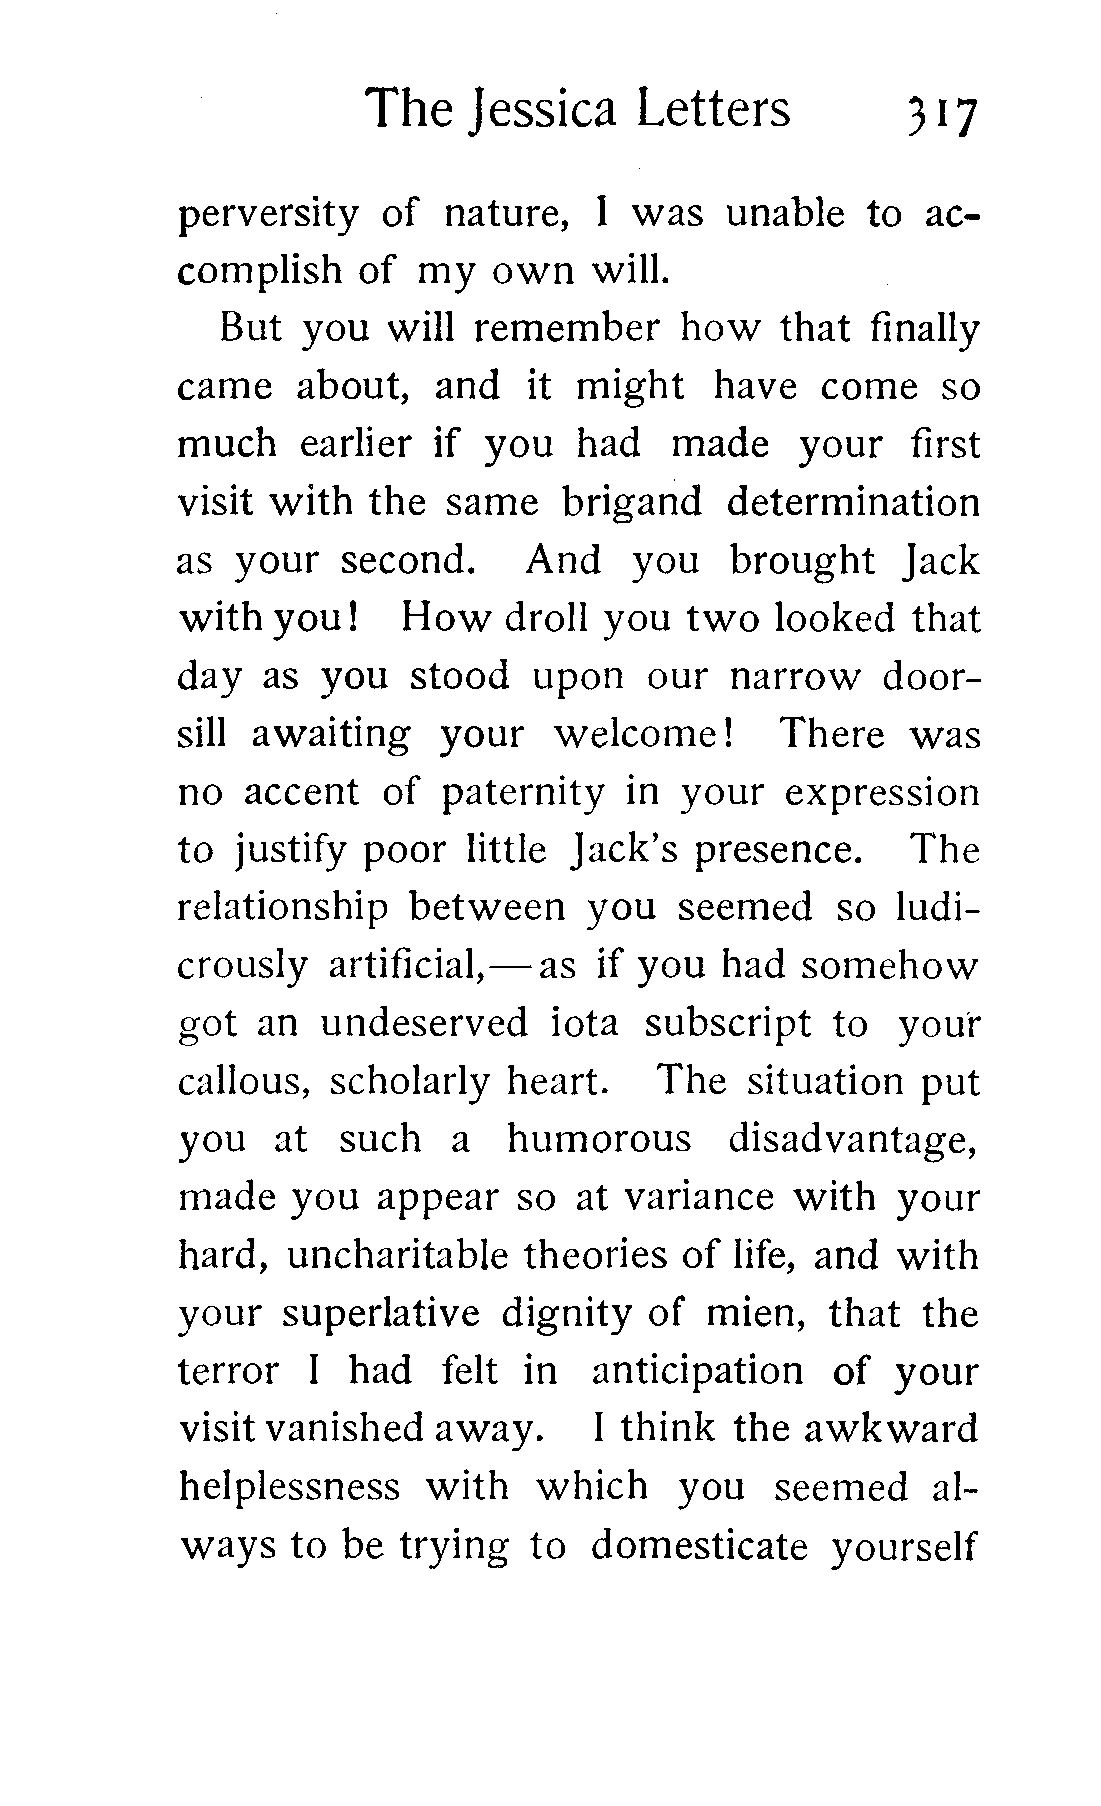 The Jessica Letters 317
perversity of nature, I was unable to ac-
complish of my own will.
But you will remember how that finally
came about, and it might have come so
much earlier if you had made your first
visit with the same brigand determination
as your second. And you brought Jack
with you! How droll you two looked that
day as you stood upon our narrow door-
sill awaiting your welcome! There was
no accent of paternity in your expression
to justify poor little Jack's presence. The
relationship between you seemed so ludi-
crously artificial,—as if you had somehow
got an undeserved iota subscript to your
callous, scholarly heart. The situation put
you at such a humorous disadvantage,
made you appear so at variance with your
hard, uncharitable theories of life, and with
your superlative dignity of mien, that the
terror I had felt in anticipation of your
visit vanished away. I think the awkward
helplessness with which you seemed al-
ways to be trying to domesticate yourself